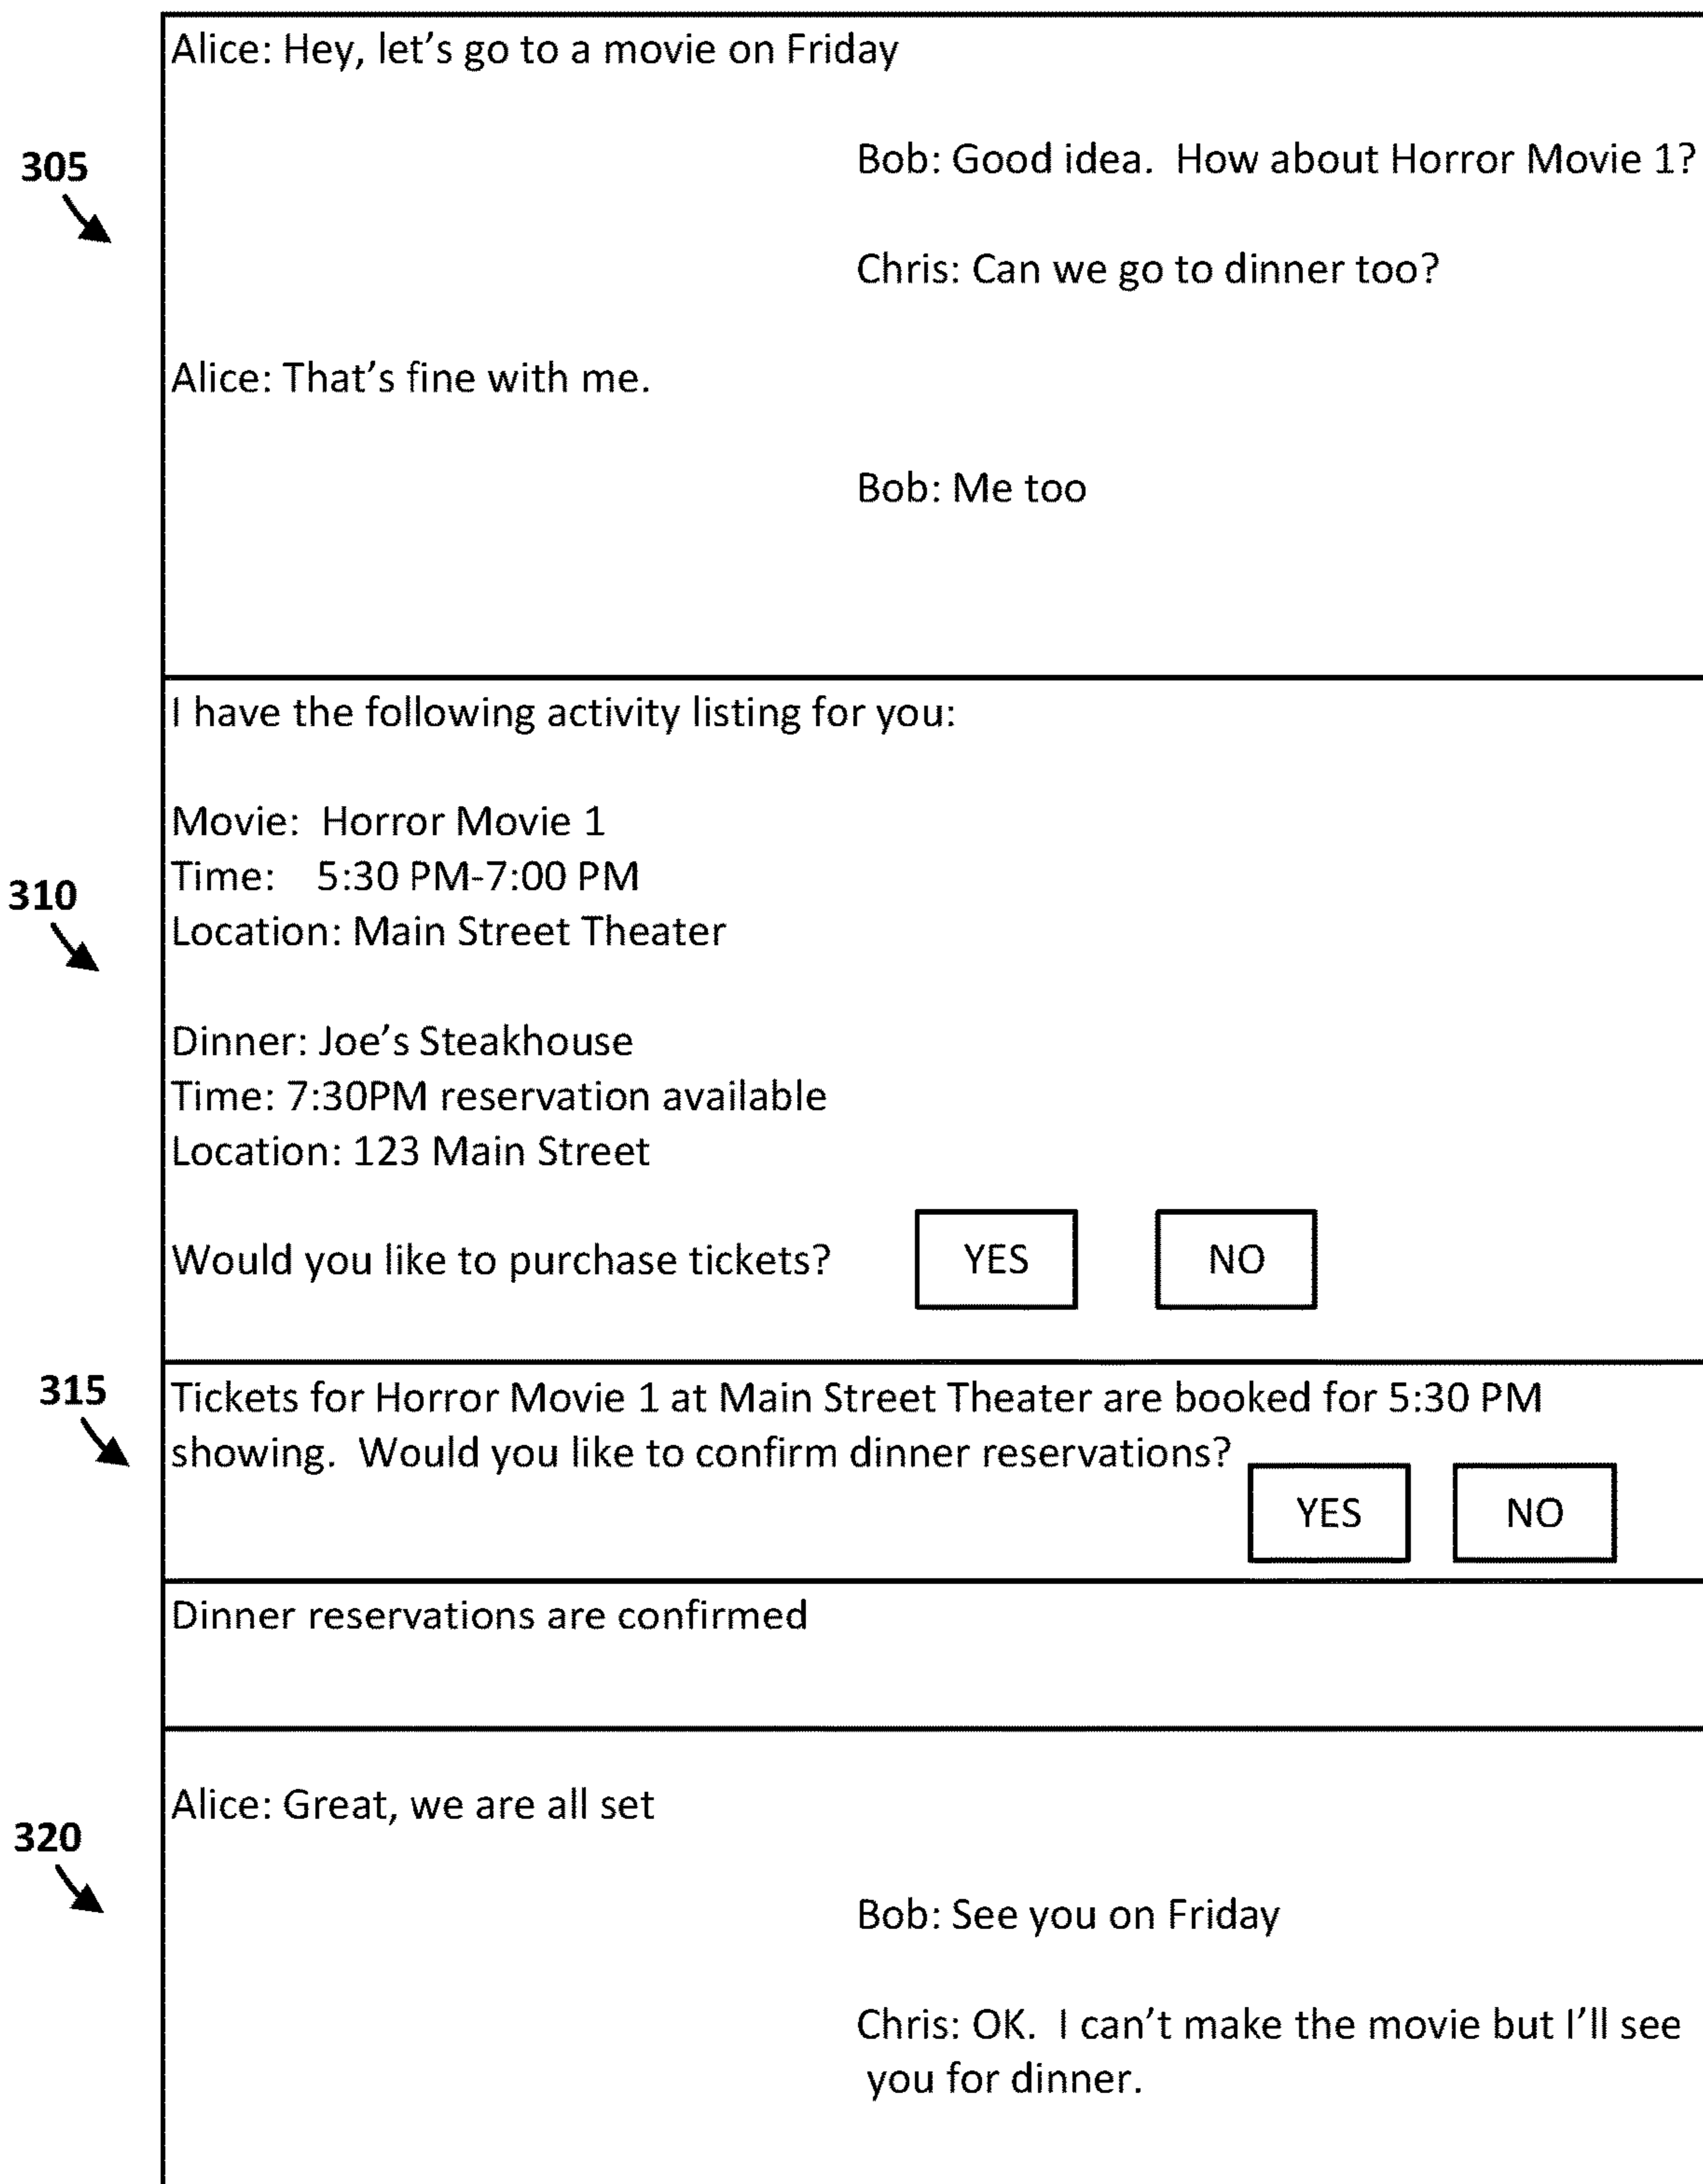 Alice: Hey, let's go to a movie on Friday
305
Bob: Good idea.  How about Horror Movie 1?
Chris: Can we go to dinner too?
Alice: That's fine with me.
Bob: Me too
I have the following activity listing for you:
Movie:  Horror Movie 1
Time:   5:30 PM-7:00 PM
310
Location: Main Street Theater
Dinner: Joe's Steakhouse
Time: 7:30PM reservation available
Location: 123 Main Street
Would you like to purchase tickets? YES NO
315
Tickets for Horror Movie 1 at Main Street Theater are booked for 5:30 PM
showing.  Would you like to confirm dinner reservations?
YES NO
Dinner reservations are confirmed
Alice: Great, we are all set
320
Bob: See you on Friday
Chris: OK.  I can't make the movie but I'll see
you for dinner.